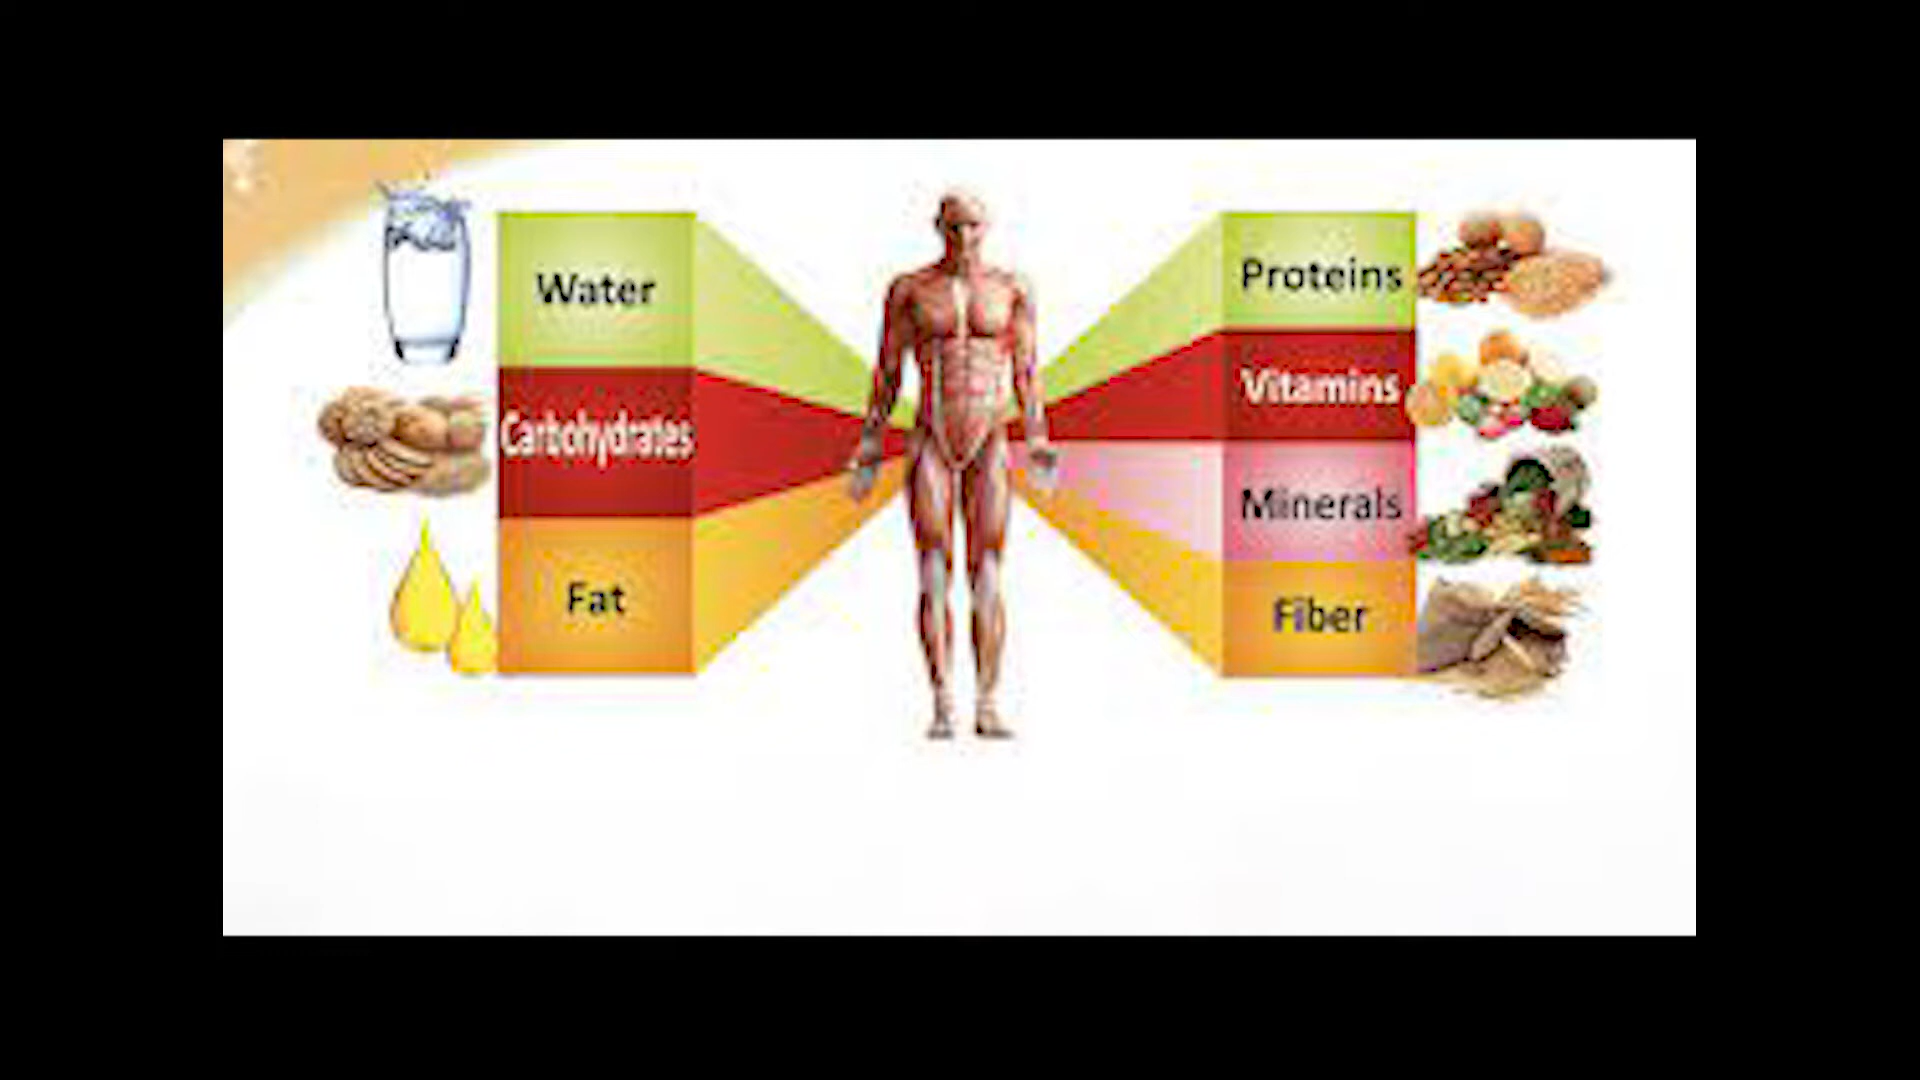 Water
Carbohydrates
Fat
Proteins
Vitamins
Minerals
Fiber